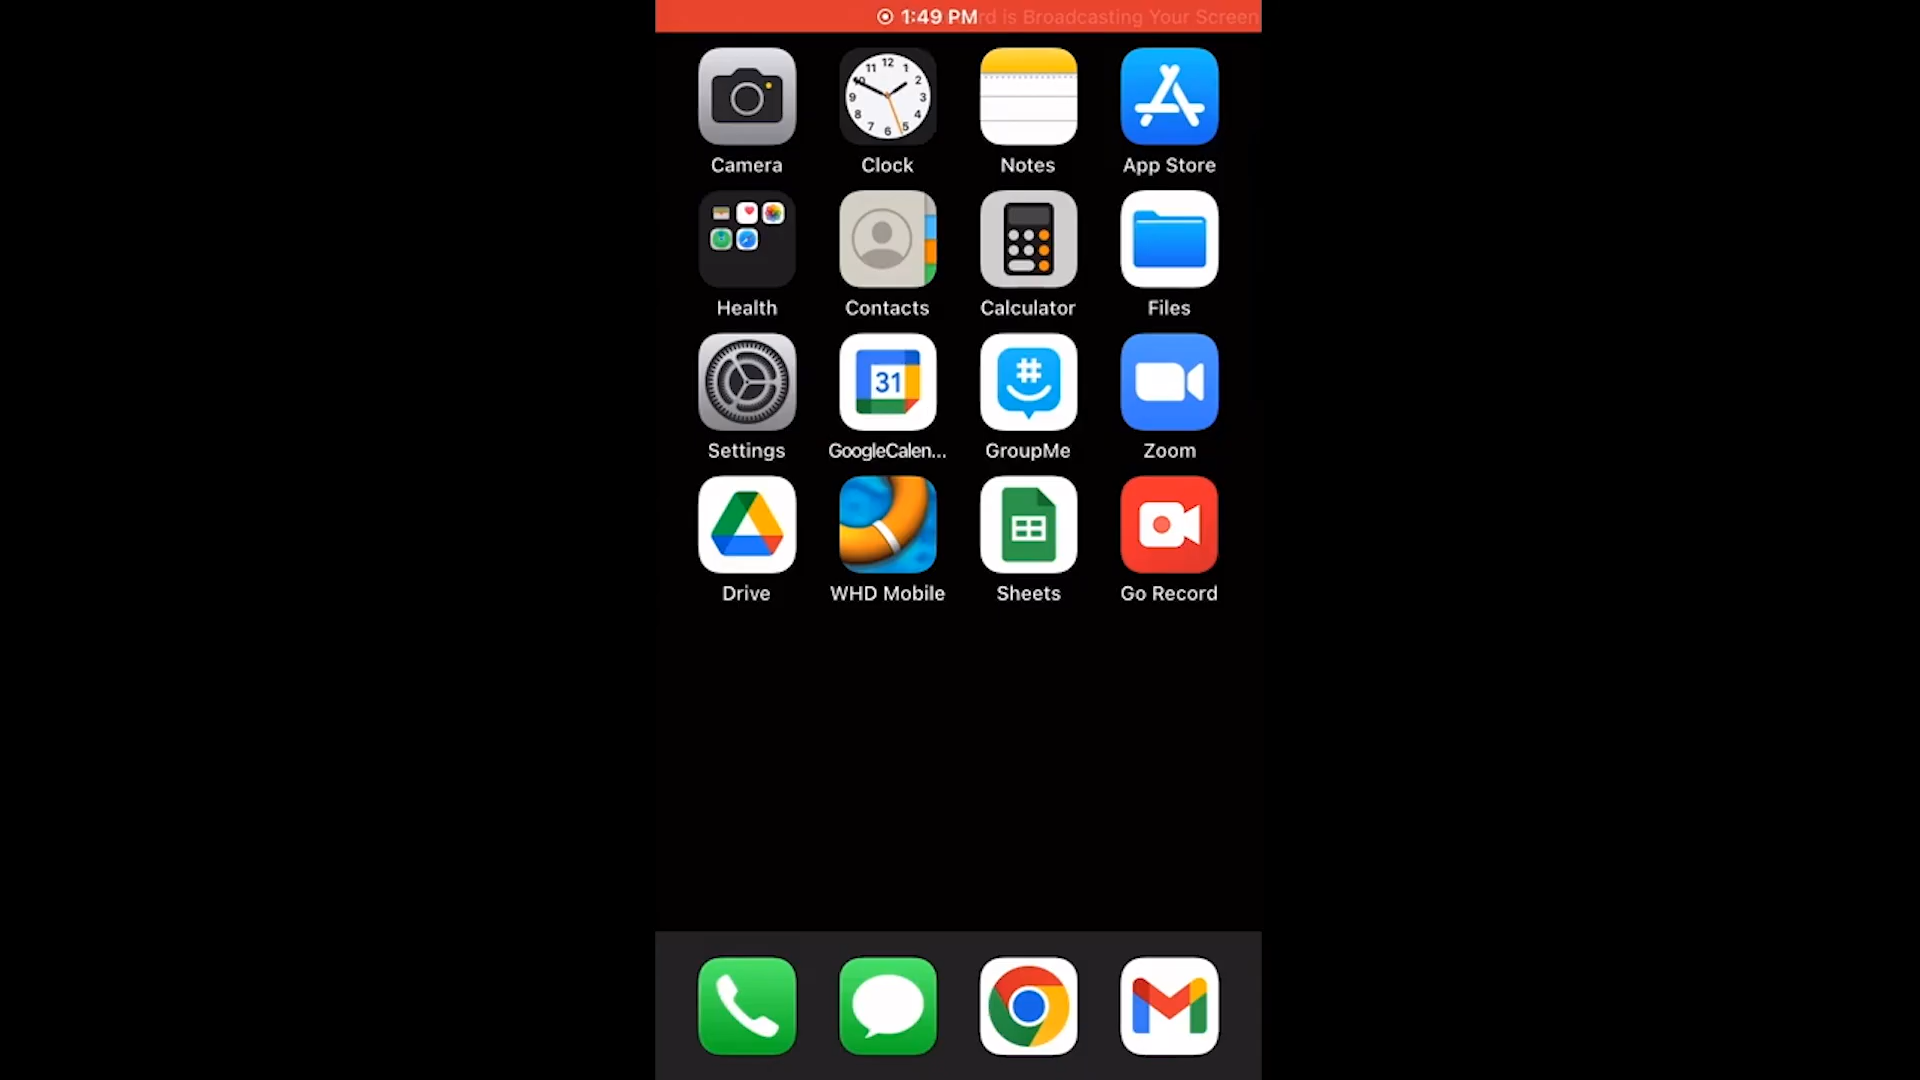 1:49 PM rd is Broadcasting Your Screen
Camera Clock Notes App Store
Health Contacts Calculator Files
31
Settings GoogleCalen... GroupMe Zoom
Drive WHD Mobile Sheets Go Record